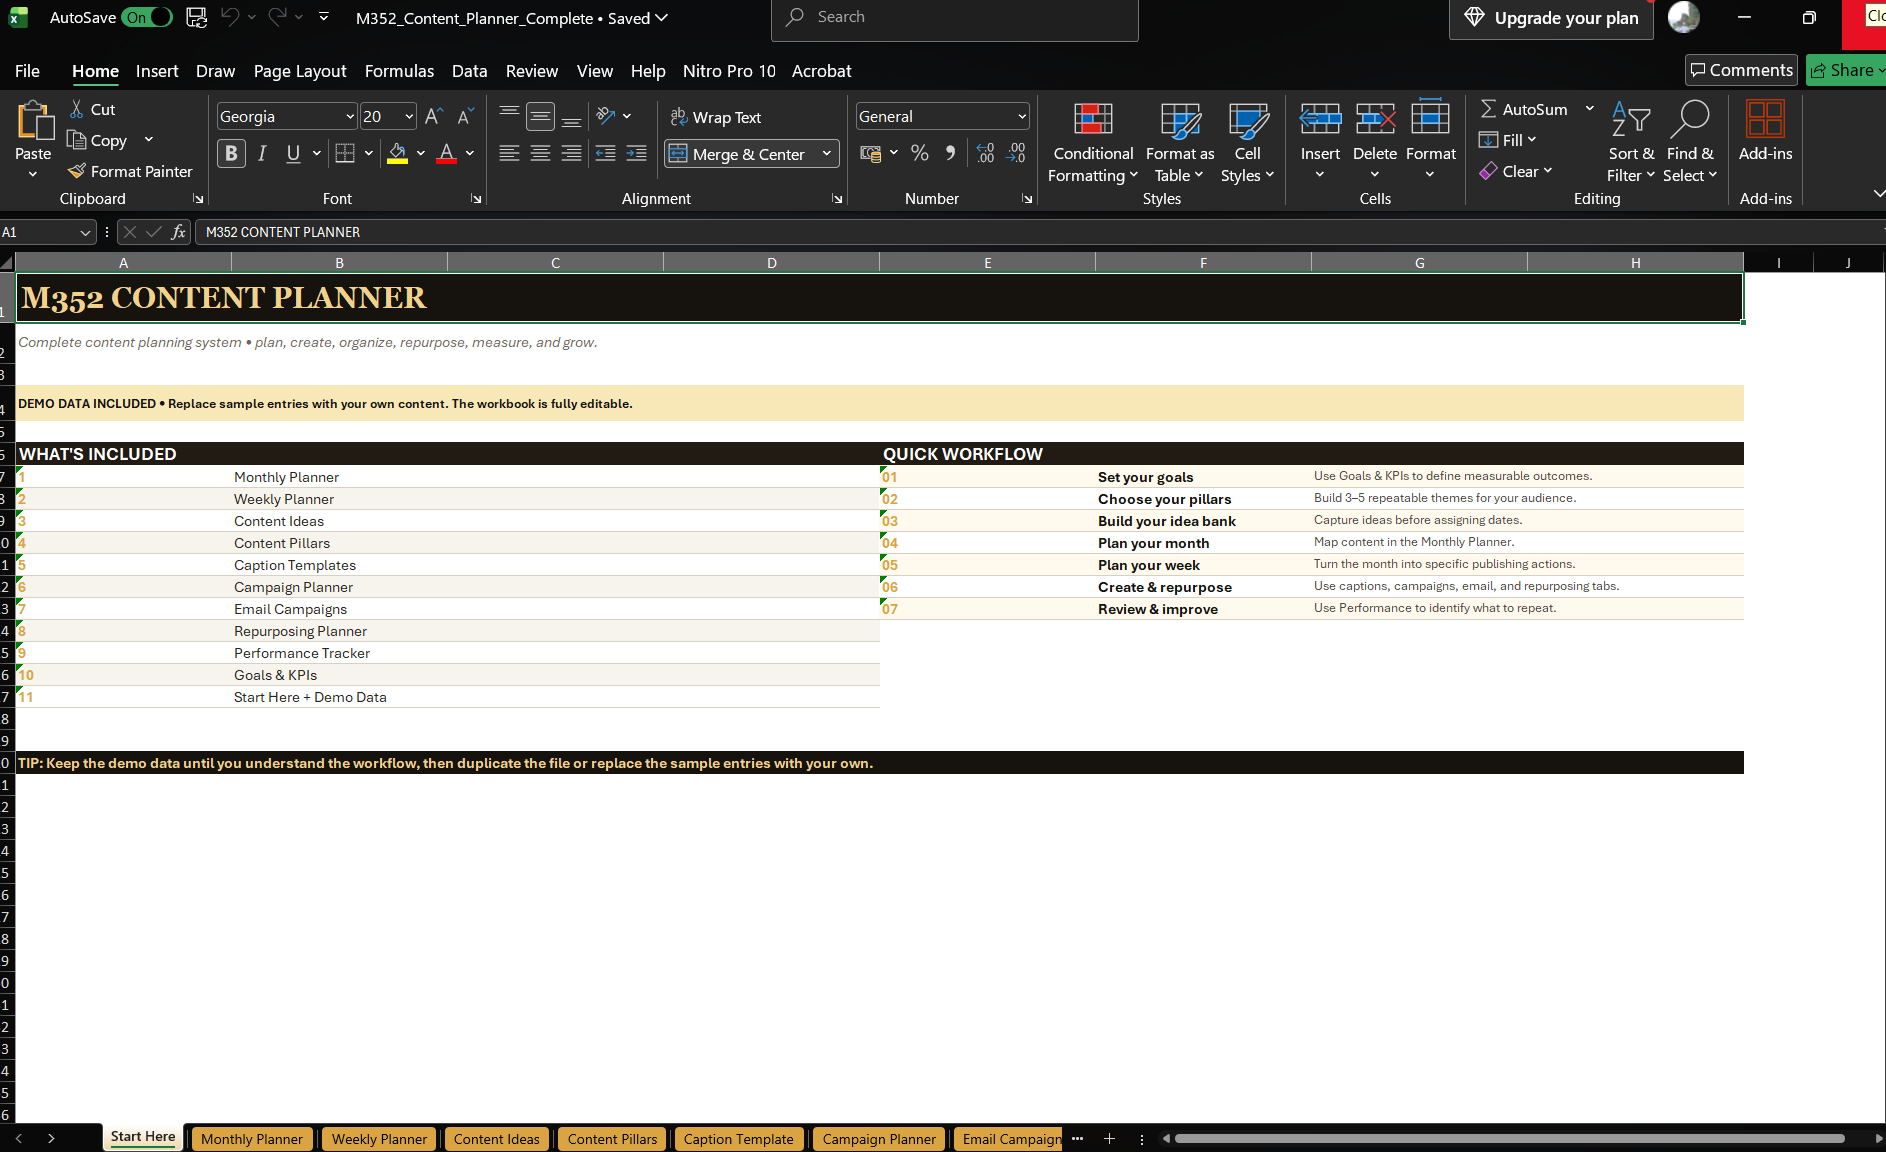 AutoSave On M352_Content_Planner_Complete • Saved Search Upgrade your plan Clo
File Home Insert Draw Page Layout Formulas Data Review View Help Nitro Pro 10 Acrobat Comments Share
Paste Cut Copy Format Painter Clipboard
Georgia 20 B I U A Font
ab Wrap Text Merge & Center Alignment
General % .00 .0 Number
Conditional Formatting Format as Table Cell Styles Styles
Insert Delete Format Cells
AutoSum Fill Clear Sort & Filter Find & Select Editing
Add-ins Add-ins
A1 fx M352 CONTENT PLANNER
A B C D E F G H I J
M352 CONTENT PLANNER
Complete content planning system • plan, create, organize, repurpose, measure, and grow.
DEMO DATA INCLUDED • Replace sample entries with your own content. The workbook is fully editable.
WHAT'S INCLUDED QUICK WORKFLOW
1 Monthly Planner 01 Set your goals Use Goals & KPIs to define measurable outcomes.
2 Weekly Planner 02 Choose your pillars Build 3–5 repeatable themes for your audience.
3 Content Ideas 03 Build your idea bank Capture ideas before assigning dates.
4 Content Pillars 04 Plan your month Map content in the Monthly Planner.
5 Caption Templates 05 Plan your week Turn the month into specific publishing actions.
6 Campaign Planner 06 Create & repurpose Use captions, campaigns, email, and repurposing tabs.
7 Email Campaigns 07 Review & improve Use Performance to identify what to repeat.
8 Repurposing Planner
9 Performance Tracker
10 Goals & KPIs
11 Start Here + Demo Data
TIP: Keep the demo data until you understand the workflow, then duplicate the file or replace the sample entries with your own.
Start Here Monthly Planner Weekly Planner Content Ideas Content Pillars Caption Template Campaign Planner Email Campaign